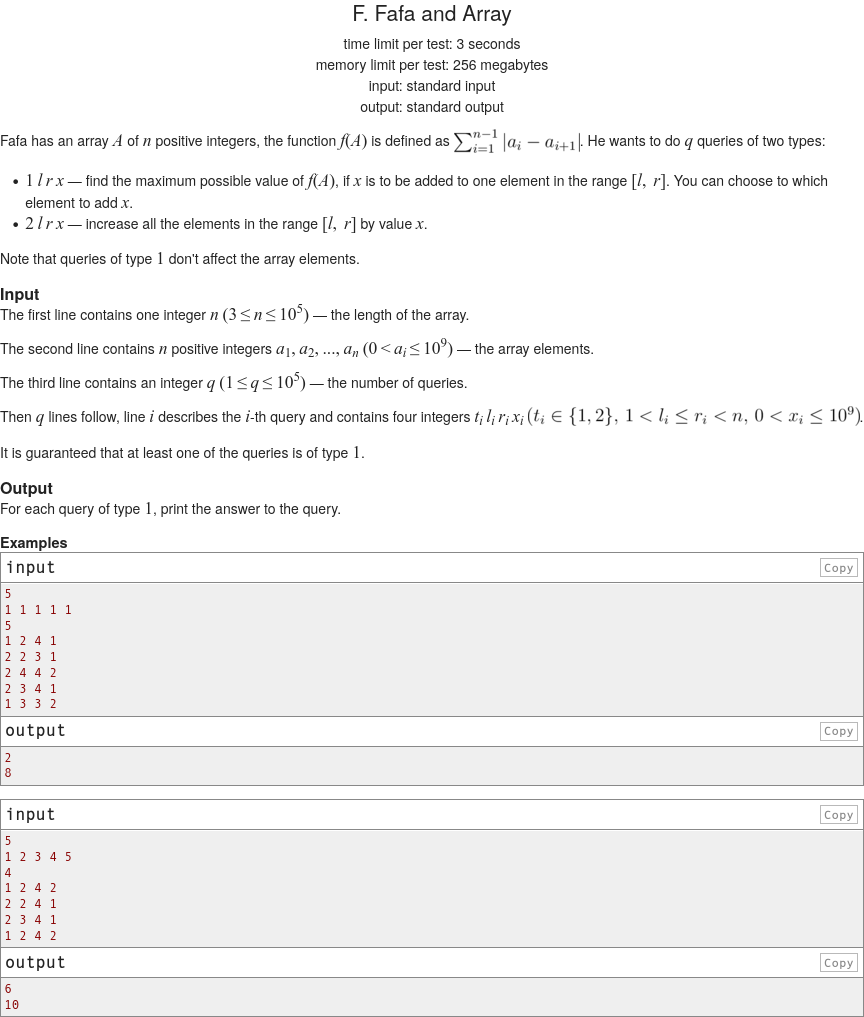 F. Fafa and Array
time limit per test: 3 seconds
memory limit per test: 256 megabytes
input: standard input
output: standard output
Fafa has an array A of n positive integers, the function f(A) is defined as \sum_{i=1}^{n-1} |a_i − a_{i+1}|. He wants to do q queries of two types:
• 1 l r x — find the maximum possible value of f(A), if x is to be added to one element in the range [l, r]. You can choose to which
element to add x.
• 2 l r x — increase all the elements in the range [l, r] by value x.
Note that queries of type 1 don't affect the array elements.
Input
The first line contains one integer n (3 ≤ n ≤ 10^5) — the length of the array.
The second line contains n positive integers a_1, a_2, ..., a_n (0 < a_i ≤ 10^9) — the array elements.
The third line contains an integer q (1 ≤ q ≤ 10^5) — the number of queries.
Then q lines follow, line i describes the i-th query and contains four integers t_i l_i r_i x_i (t_i ∈ {1, 2}, 1 < l_i ≤ r_i < n, 0 < x_i ≤ 10^9).
It is guaranteed that at least one of the queries is of type 1.
Output
For each query of type 1, print the answer to the query.
Examples
input Copy
5
1 1 1 1 1
5
1 2 4 1
2 2 3 1
2 4 4 2
2 3 4 1
1 3 3 2
output Copy
2
8
input Copy
5
1 2 3 4 5
4
1 2 4 2
2 2 4 1
2 3 4 1
1 2 4 2
output Copy
6
10